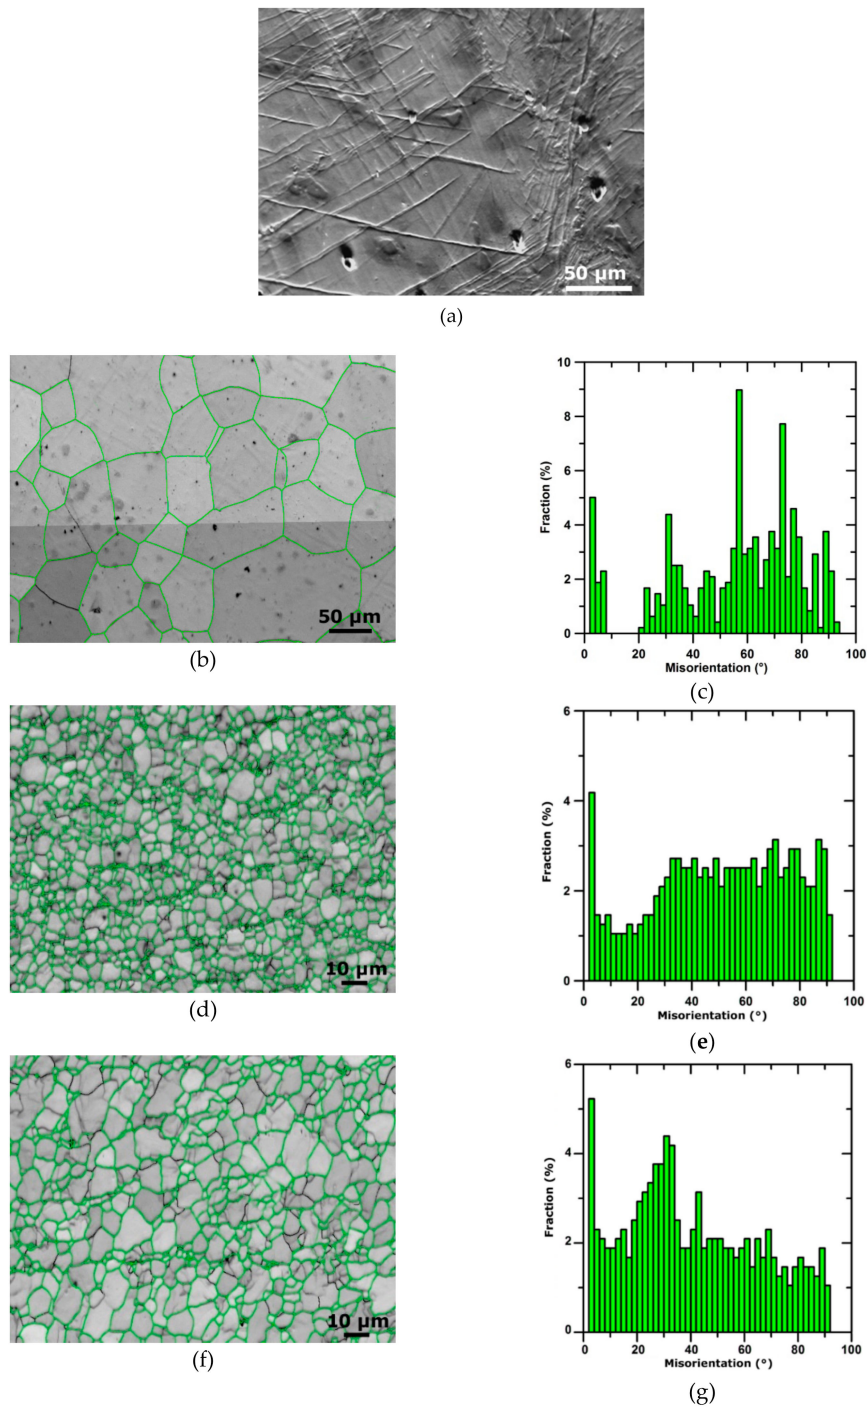 50 µm
(a)
10
8
6
4
2
0
Fraction (%)
0 20 40 60 80 100
Misorientation (°)
50 µm
(b)
(c)
6
4
2
0
Fraction (%)
0 20 40 60 80 100
Misorientation (°)
10 µm
(d)
(e)
6
4
2
0
Fraction (%)
0 20 40 60 80 100
Misorientation (°)
10 µm
(f)
(g)